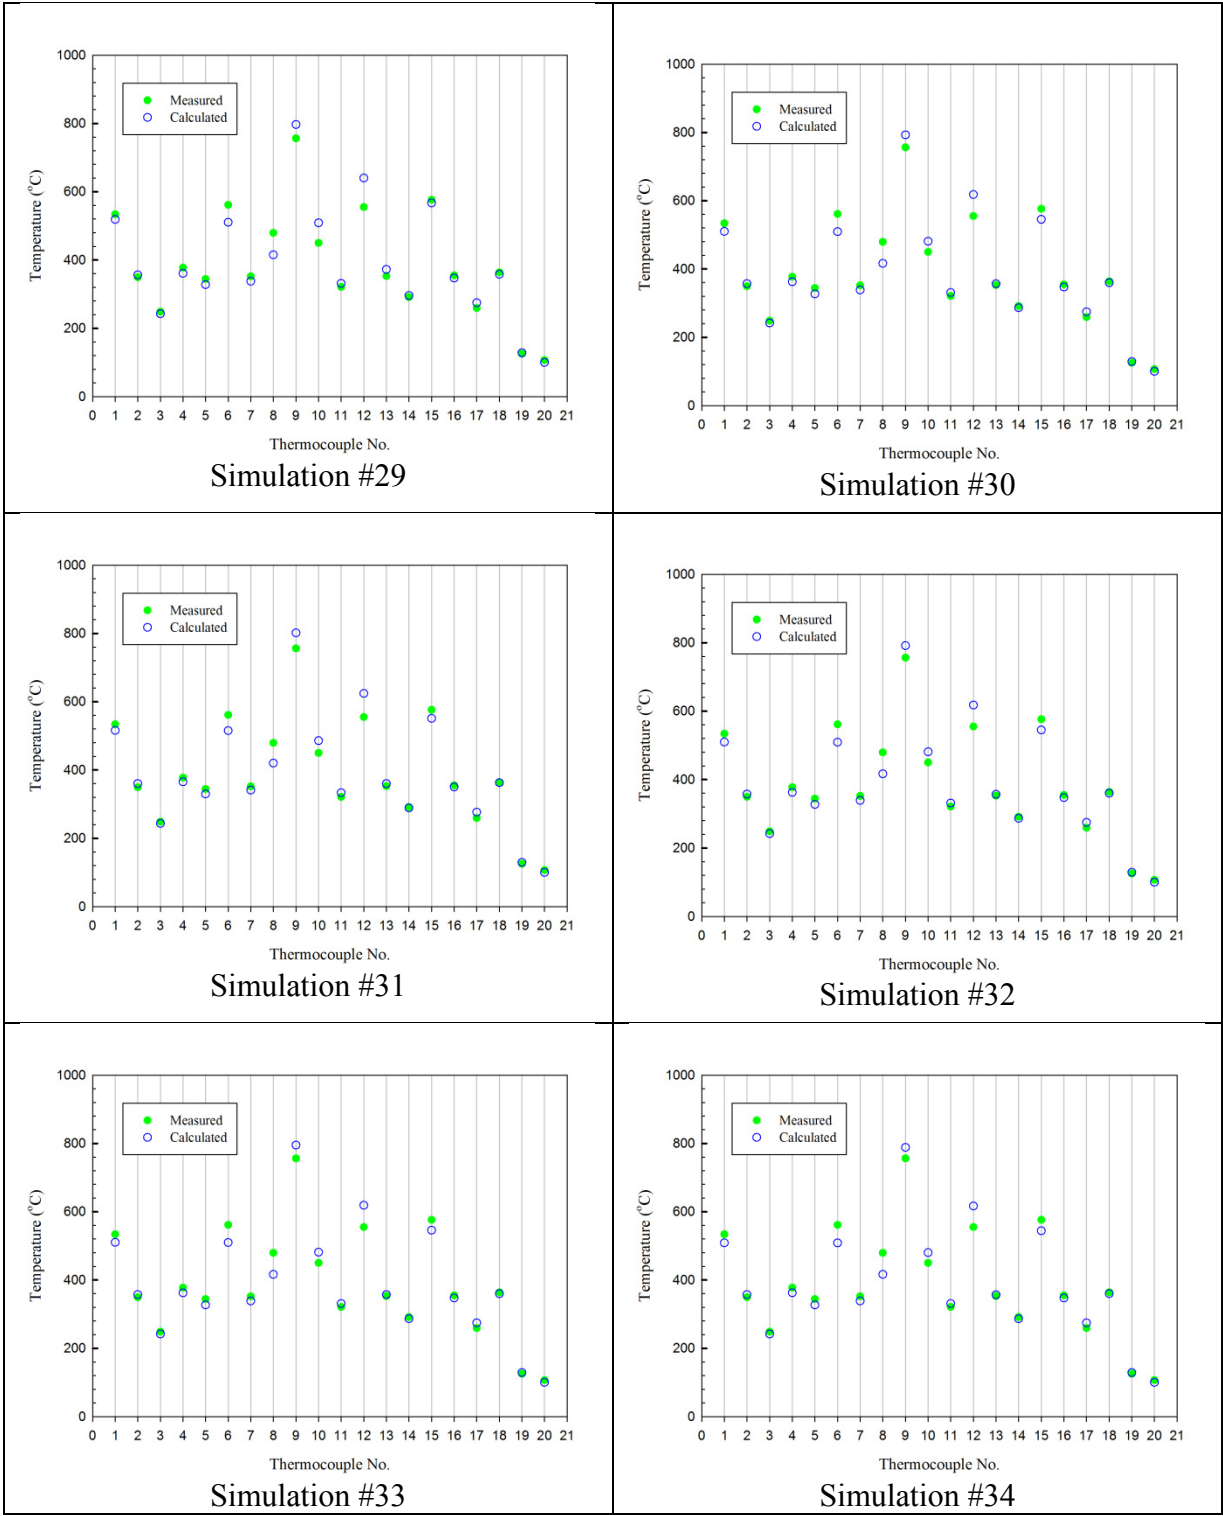 1000
800
600
400
200
0
Temperature (°C)
Measured
Calculated
0 1 2 3 4 5 6 7 8 9 10 11 12 13 14 15 16 17 18 19 20 21
Thermocouple No.
Simulation #29
1000
800
600
400
200
0
Temperature (°C)
Measured
Calculated
0 1 2 3 4 5 6 7 8 9 10 11 12 13 14 15 16 17 18 19 20 21
Thermocouple No.
Simulation #30
1000
800
600
400
200
0
Temperature (°C)
Measured
Calculated
0 1 2 3 4 5 6 7 8 9 10 11 12 13 14 15 16 17 18 19 20 21
Thermocouple No.
Simulation #31
1000
800
600
400
200
0
Temperature (°C)
Measured
Calculated
0 1 2 3 4 5 6 7 8 9 10 11 12 13 14 15 16 17 18 19 20 21
Thermocouple No.
Simulation #32
1000
800
600
400
200
0
Temperature (°C)
Measured
Calculated
0 1 2 3 4 5 6 7 8 9 10 11 12 13 14 15 16 17 18 19 20 21
Thermocouple No.
Simulation #33
1000
800
600
400
200
0
Temperature (°C)
Measured
Calculated
0 1 2 3 4 5 6 7 8 9 10 11 12 13 14 15 16 17 18 19 20 21
Thermocouple No.
Simulation #34